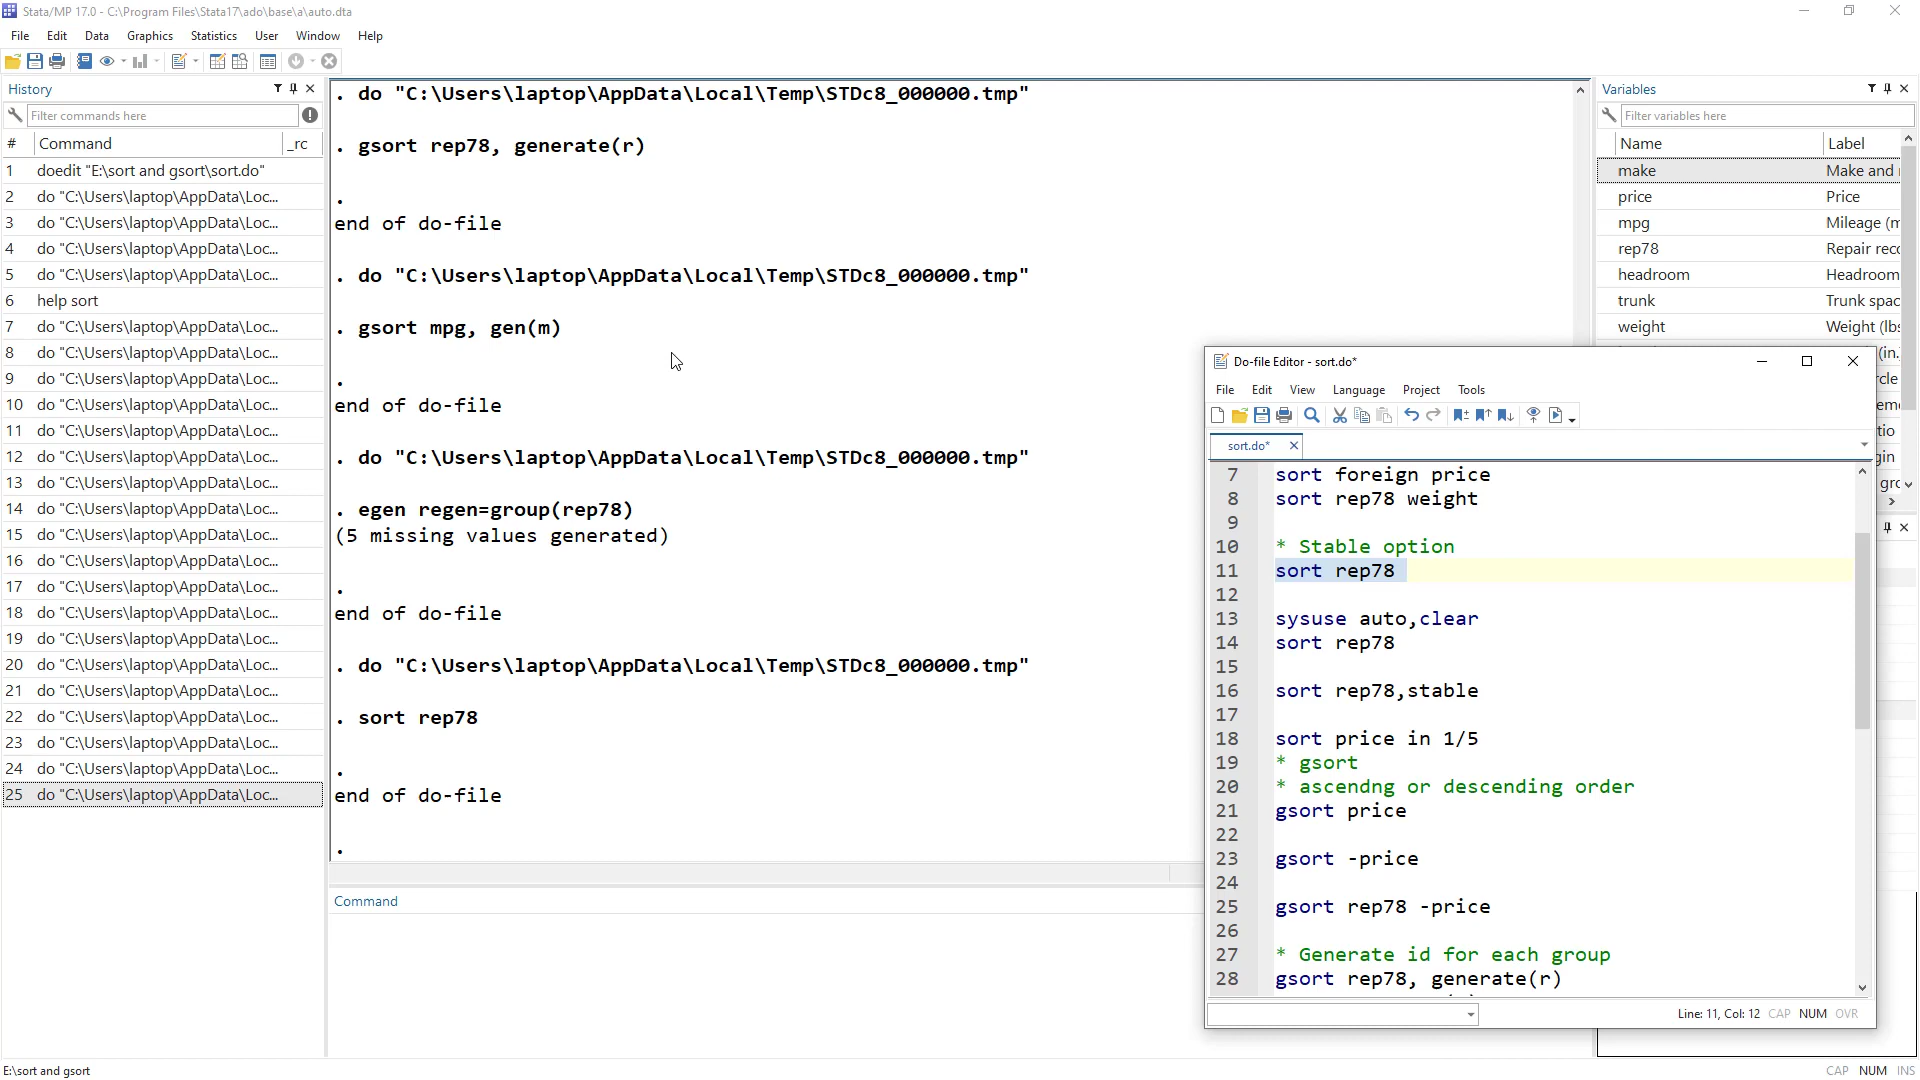 Stata/MP 17.0 - C:\Program Files\Stata17\ado\base\a\auto.dta
File Edit Data Graphics Statistics User Window Help
History
Filter commands here
# Command _rc
1 doedit "E:\sort and gsort\sort.do"
2 do "C:\Users\laptop\AppData\Loc...
3 do "C:\Users\laptop\AppData\Loc...
4 do "C:\Users\laptop\AppData\Loc...
5 do "C:\Users\laptop\AppData\Loc...
6 help sort
7 do "C:\Users\laptop\AppData\Loc...
8 do "C:\Users\laptop\AppData\Loc...
9 do "C:\Users\laptop\AppData\Loc...
10 do "C:\Users\laptop\AppData\Loc...
11 do "C:\Users\laptop\AppData\Loc...
12 do "C:\Users\laptop\AppData\Loc...
13 do "C:\Users\laptop\AppData\Loc...
14 do "C:\Users\laptop\AppData\Loc...
15 do "C:\Users\laptop\AppData\Loc...
16 do "C:\Users\laptop\AppData\Loc...
17 do "C:\Users\laptop\AppData\Loc...
18 do "C:\Users\laptop\AppData\Loc...
19 do "C:\Users\laptop\AppData\Loc...
20 do "C:\Users\laptop\AppData\Loc...
21 do "C:\Users\laptop\AppData\Loc...
22 do "C:\Users\laptop\AppData\Loc...
23 do "C:\Users\laptop\AppData\Loc...
24 do "C:\Users\laptop\AppData\Loc...
25 do "C:\Users\laptop\AppData\Loc...
. do "C:\Users\laptop\AppData\Local\Temp\STDc8_000000.tmp"
. gsort rep78, generate(r)
.
end of do-file
. do "C:\Users\laptop\AppData\Local\Temp\STDc8_000000.tmp"
. gsort mpg, gen(m)
.
end of do-file
. do "C:\Users\laptop\AppData\Local\Temp\STDc8_000000.tmp"
. egen regen=group(rep78)
(5 missing values generated)
.
end of do-file
. do "C:\Users\laptop\AppData\Local\Temp\STDc8_000000.tmp"
. sort rep78
.
end of do-file
.
Command
Variables
Filter variables here
Name Label
make Make and
price Price
mpg Mileage (m
rep78 Repair rec
headroom Headroom
trunk Trunk spac
weight Weight (lbs
(in.
rcle
eme
tio
gin
gro
Do-file Editor - sort.do*
File Edit View Language Project Tools
sort.do*
7 sort foreign price
8 sort rep78 weight
9
10 * Stable option
11 sort rep78
12
13 sysuse auto,clear
14 sort rep78
15
16 sort rep78,stable
17
18 sort price in 1/5
19 * gsort
20 * ascendng or descending order
21 gsort price
22
23 gsort -price
24
25 gsort rep78 -price
26
27 * Generate id for each group
28 gsort rep78, generate(r)
Line: 11, Col: 12 CAP NUM OVR
E:\sort and gsort
CAP NUM INS